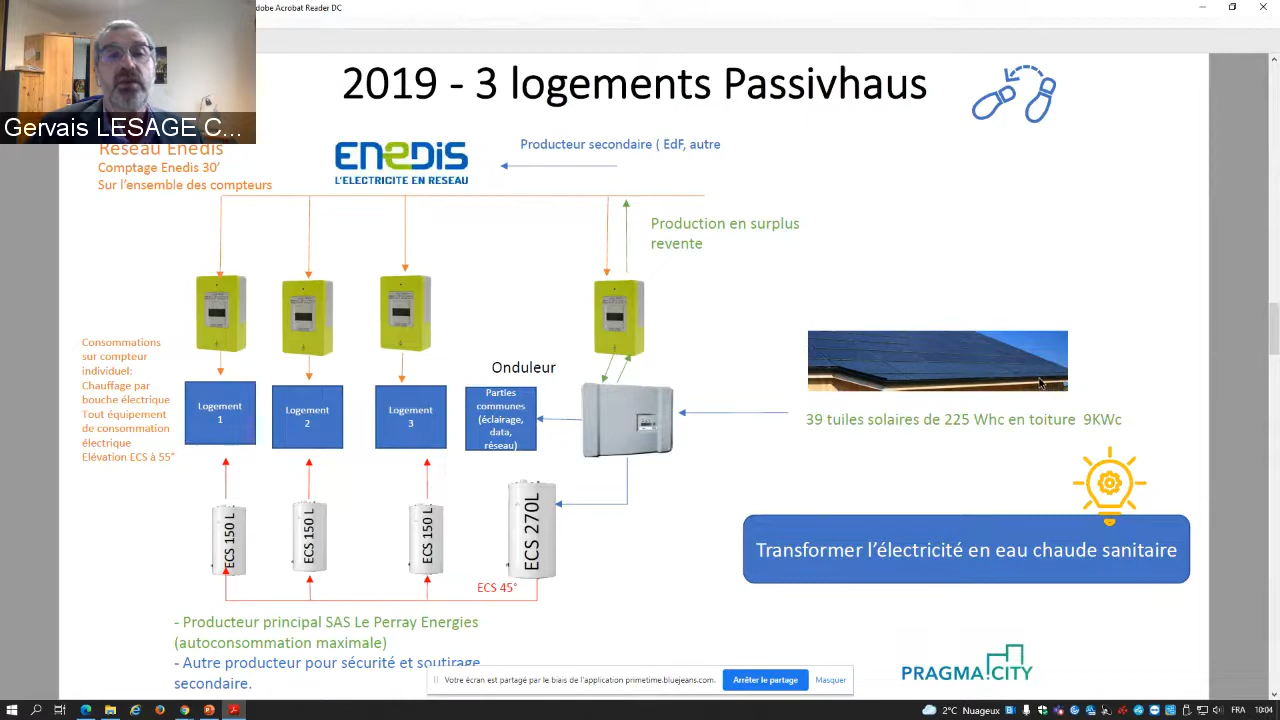 dobe Acrobat Reader DC
Gervais LESAGE C...
2019 - 3 logements Passivhaus
Réseau Enedis
Comptage Enedis 30’
Sur l’ensemble des compteurs
ENEDIS
L’ELECTRICITE EN RESEAU
Producteur secondaire ( EdF, autre
Production en surplus
revente
Consommations
sur compteur
individuel:
Chauffage par
bouche électrique
Tout équipement
de consommation
électrique
Elévation ECS à 55°
Logement
1
Logement
2
Logement
3
Onduleur
Parties
communes
(éclairage,
data,
réseau)
39 tuiles solaires de 225 Whc en toiture 9KWc
ECS 150 L
ECS 150 L
ECS 150 L
ECS 270L
ECS 45°
Transformer l’électricité en eau chaude sanitaire
- Producteur principal SAS Le Perray Energies
(autoconsommation maximale)
- Autre producteur pour sécurité et soutirage
secondaire.
PRAGMA!CITY
Votre écran est partagé par le biais de l'application primetime.bluejeans.com.
Arrêter le partage
Masquer
2°C Nuageux
FRA
10:04